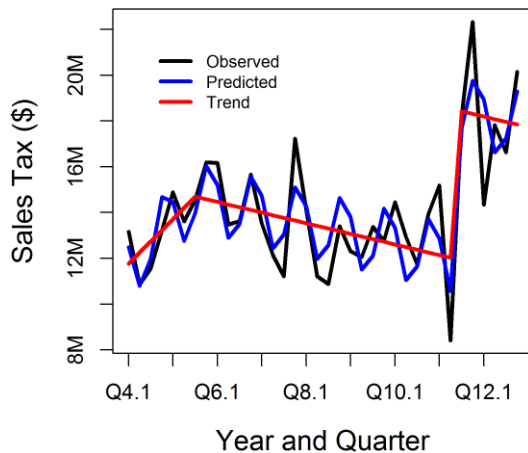 Observed
Predicted
Trend
Sales Tax ($)
20M
16M
12M
8M
Q4.1 Q6.1 Q8.1 Q10.1 Q12.1
Year and Quarter